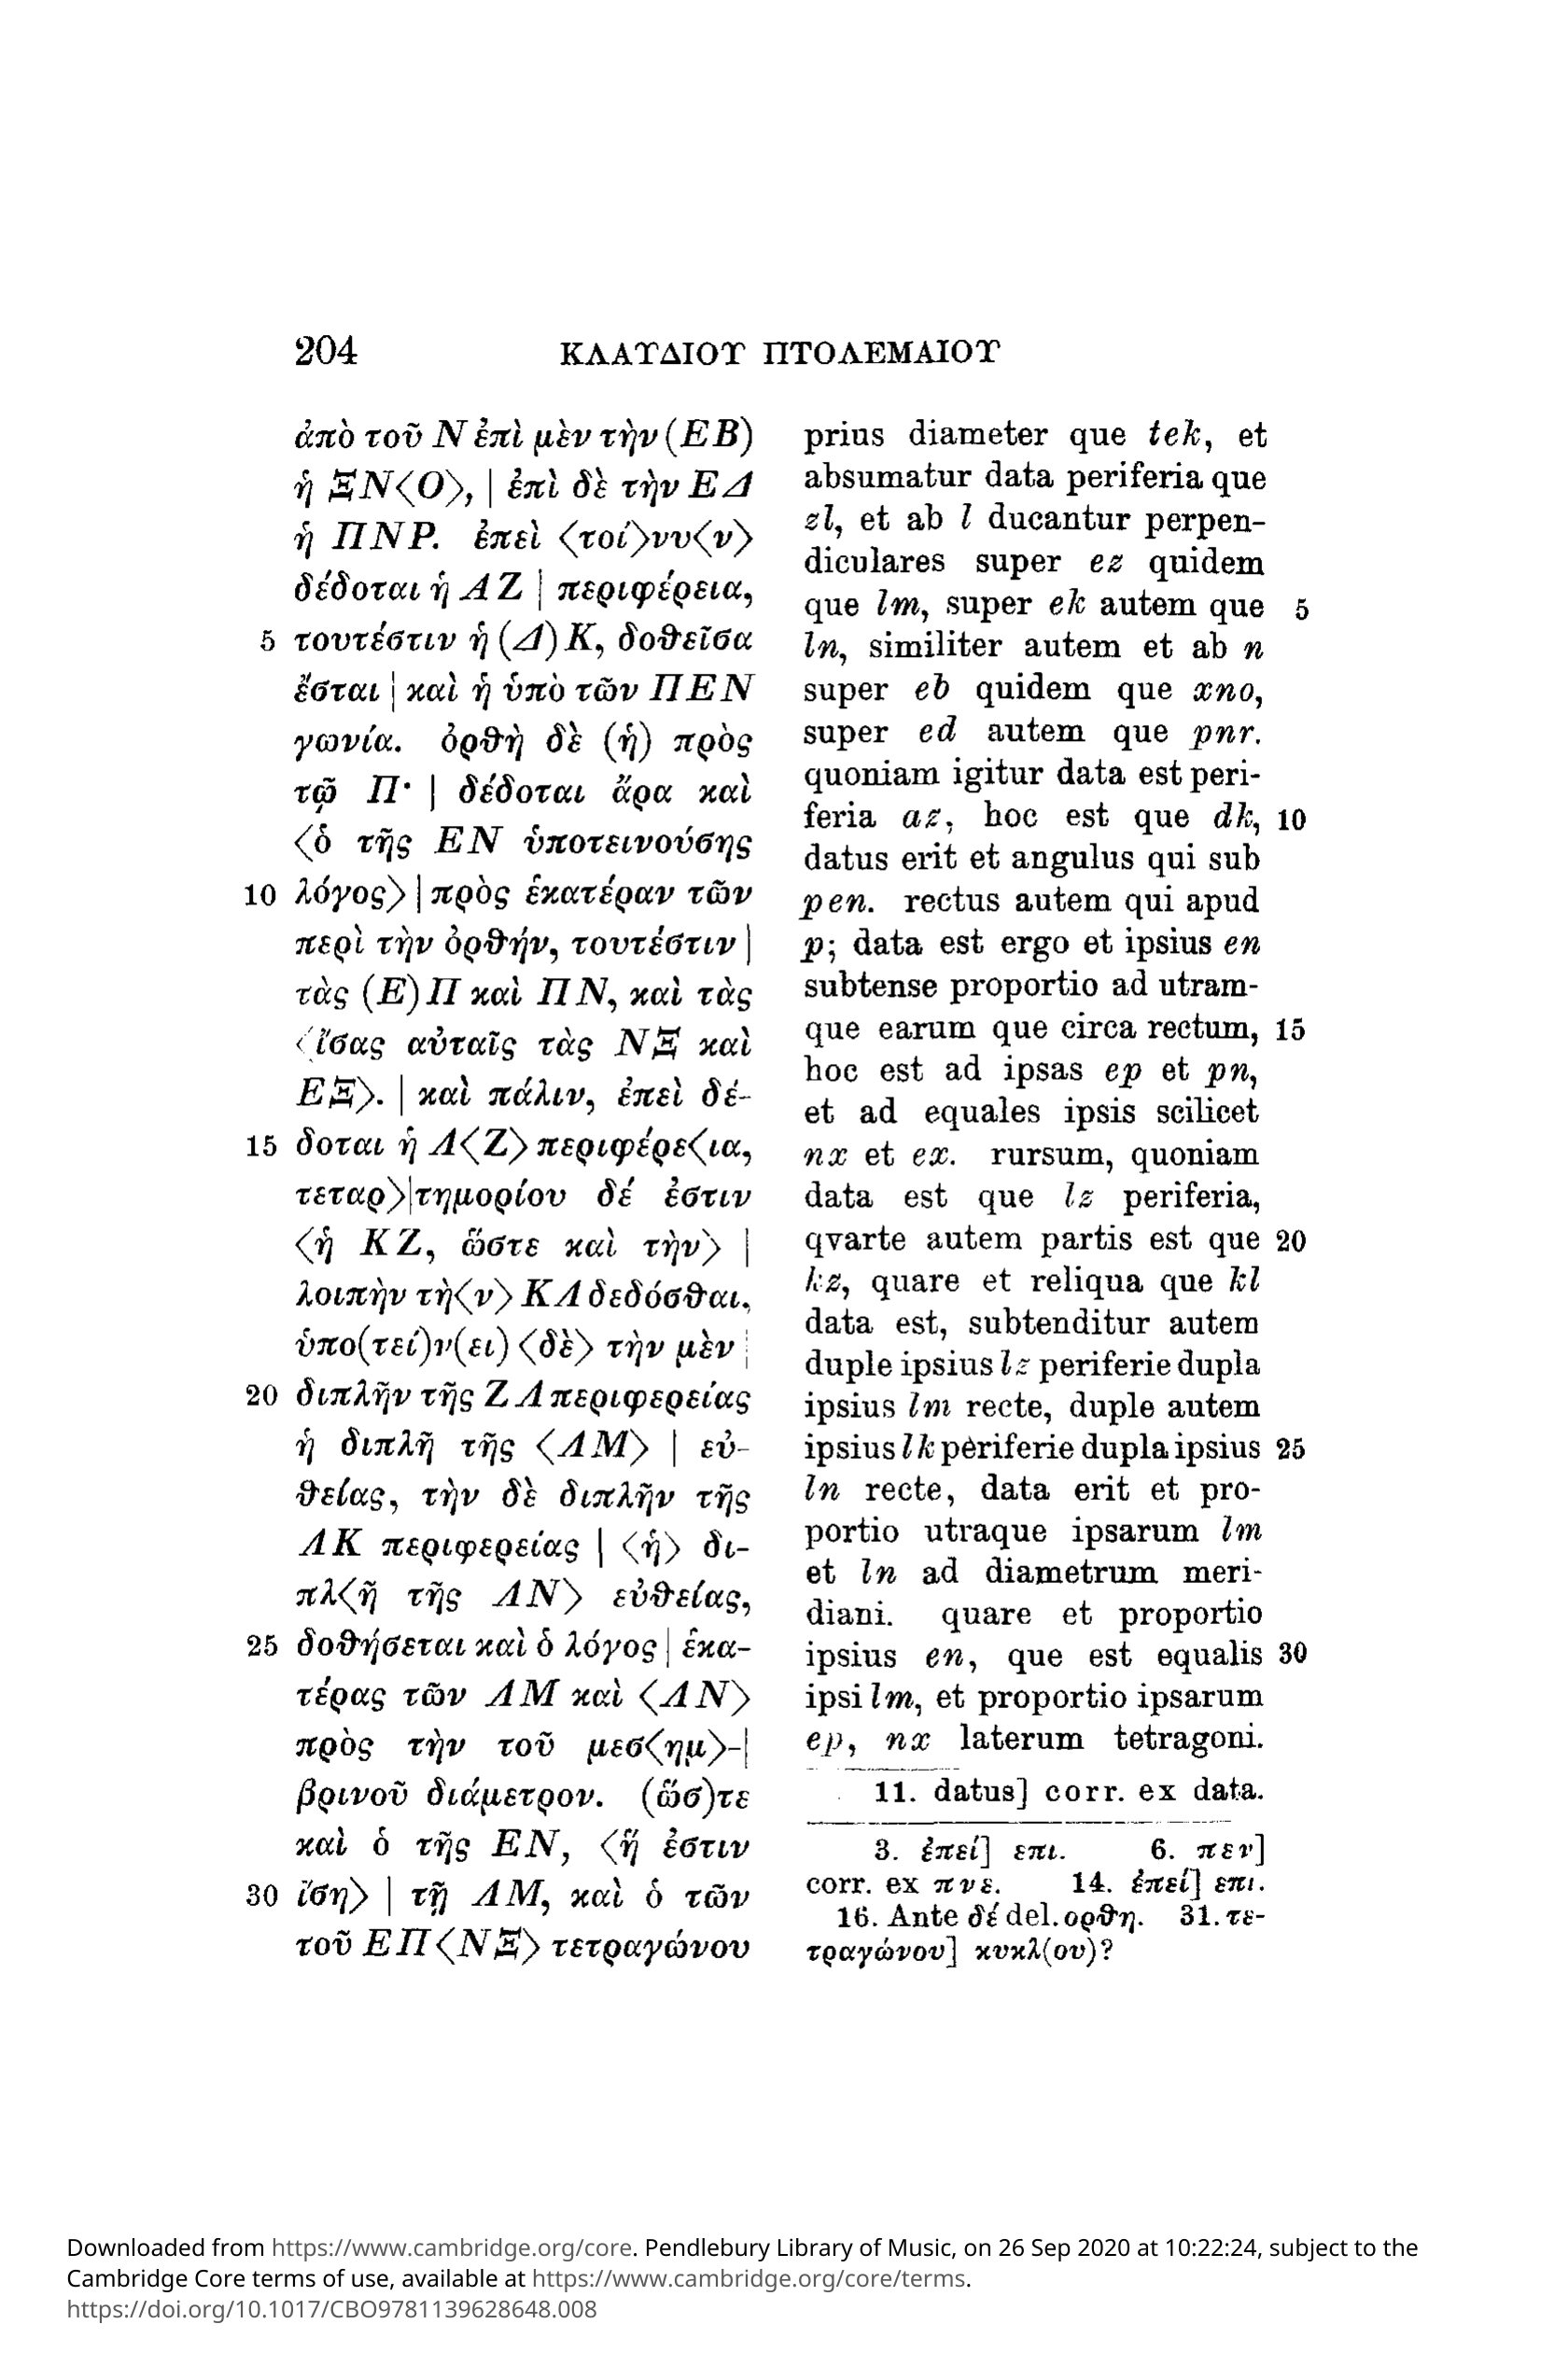 204 ΚΛΑΥΔΙΟΥ ΠΤΟΛΕΜΑΙΟΥ
ἀπὸ τοῦ Ν ἐπὶ μὲν τὴν (ΕΒ)
ἡ ΞΝ⟨Ο⟩, | ἐπὶ δὲ τὴν ΕΔ
ἡ ΠΝΡ. ἐπεὶ ⟨τοί⟩νυ⟨ν⟩
δέδοται ἡ ΑΖ | περιφέρεια,
5 τουτέστιν ἡ (Δ)Κ, δοθεῖσα
ἔσται | καὶ ἡ ὑπὸ τῶν ΠΕΝ
γωνία. ὀρθὴ δὲ (ἡ) πρὸς
τῷ Π· | δέδοται ἄρα καὶ
⟨ὁ τῆς ΕΝ ὑποτεινούσης
10 λόγος⟩ | πρὸς ἑκατέραν τῶν
περὶ τὴν ὀρθήν, τουτέστιν |
τὰς (Ε)Π καὶ ΠΝ, καὶ τὰς
⟨ἴσας αὐταῖς τὰς ΝΞ καὶ
ΕΞ⟩. | καὶ πάλιν, ἐπεὶ δέ-
15 δοται ἡ Λ⟨Ζ⟩ περιφέρε⟨ια,
τεταρ⟩|τημορίου δέ ἐστιν
⟨ἡ ΚΖ, ὥστε καὶ τὴν⟩ |
λοιπὴν τὴ⟨ν⟩ ΚΛ δεδόσθαι,
ὑπο(τεί)ν(ει) ⟨δὲ⟩ τὴν μὲν |
20 διπλῆν τῆς ΖΛ περιφερείας
ἡ διπλῆ τῆς ⟨ΛΜ⟩ | εὐ-
θείας, τὴν δὲ διπλῆν τῆς
ΛΚ περιφερείας | ⟨ἡ⟩ δι-
πλ⟨ῆ τῆς ΛΝ⟩ εὐθείας,
25 δοθήσεται καὶ ὁ λόγος | ἑκα-
τέρας τῶν ΛΜ καὶ ⟨ΛΝ⟩
πρὸς τὴν τοῦ μεσ⟨ημ⟩-|
βρινοῦ διάμετρον. (ὥσ)τε
καὶ ὁ τῆς ΕΝ, ⟨ἥ ἐστιν
30 ἴση⟩ | τῇ ΛΜ, καὶ ὁ τῶν
τοῦ ΕΠ⟨ΝΞ⟩ τετραγώνου
prius diameter que tek, et
absumatur data periferia que
zl, et ab l ducantur perpen-
diculares super ez quidem
que lm, super ek autem que 5
ln, similiter autem et ab n
super eb quidem que xno,
super ed autem que pnr.
quoniam igitur data est peri-
feria az, hoc est que dk, 10
datus erit et angulus qui sub
pen. rectus autem qui apud
p; data est ergo et ipsius en
subtense proportio ad utram-
que earum que circa rectum, 15
hoc est ad ipsas ep et pn,
et ad equales ipsis scilicet
nx et ex. rursum, quoniam
data est que lz periferia,
qvarte autem partis est que 20
kz, quare et reliqua que kl
data est, subtenditur autem
duple ipsius lz periferie dupla
ipsius lm recte, duple autem
ipsius lk periferie dupla ipsius 25
ln recte, data erit et pro-
portio utraque ipsarum lm
et ln ad diametrum meri-
diani. quare et proportio
ipsius en, que est equalis 30
ipsi lm, et proportio ipsarum
ep, nx laterum tetragoni.
11. datus] corr. ex data.
3. ἐπεί] επι. 6. πεν]
corr. ex πνε. 14. ἐπεί] επι.
16. Ante δέ del. ορθη. 31. τε-
τραγώνου] κυκλ(ου)?
Downloaded from https://www.cambridge.org/core. Pendlebury Library of Music, on 26 Sep 2020 at 10:22:24, subject to the
Cambridge Core terms of use, available at https://www.cambridge.org/core/terms.
https://doi.org/10.1017/CBO9781139628648.008